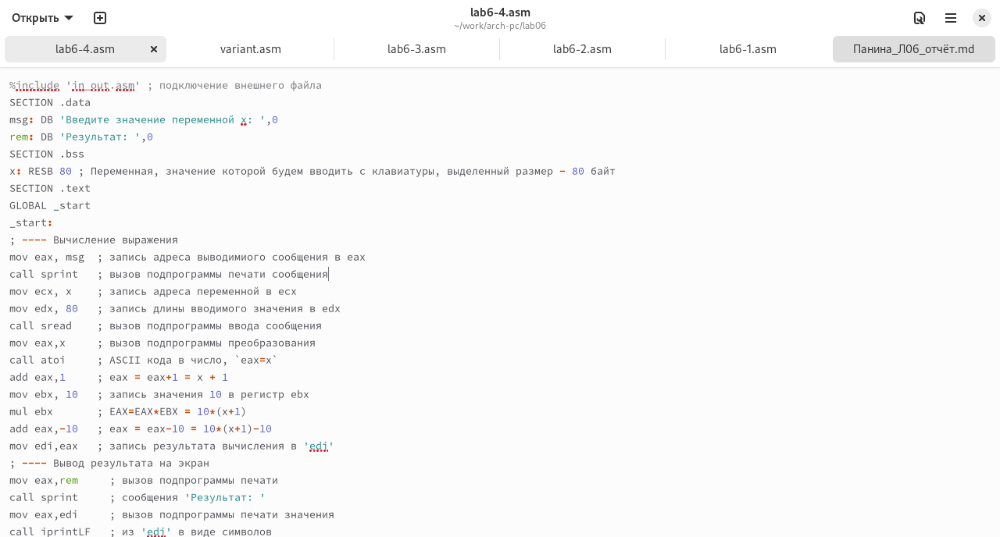 Открыть
lab6-4.asm
~/work/arch-pc/lab06
lab6-4.asm variant.asm lab6-3.asm lab6-2.asm lab6-1.asm Панина_Л06_отчёт.md
%include 'in_out.asm' ; подключение внешнего файла
SECTION .data
msg: DB 'Введите значение переменной x: ',0
rem: DB 'Результат: ',0
SECTION .bss
x: RESB 80 ; Переменная, значение которой будем вводить с клавиатуры, выделенный размер - 80 байт
SECTION .text
GLOBAL _start
_start:
; ---- Вычисление выражения
mov eax, msg  ; запись адреса выводимиого сообщения в eax
call sprint   ; вызов подпрограммы печати сообщения
mov ecx, x    ; запись адреса переменной в ecx
mov edx, 80   ; запись длины вводимого значения в edx
call sread    ; вызов подпрограммы ввода сообщения
mov eax,x     ; вызов подпрограммы преобразования
call atoi     ; ASCII кода в число, `eax=x`
add eax,1     ; eax = eax+1 = x + 1
mov ebx, 10   ; запись значения 10 в регистр ebx
mul ebx       ; EAX=EAX*EBX = 10*(x+1)
add eax,-10   ; eax = eax-10 = 10*(x+1)-10
mov edi,eax   ; запись результата вычисления в 'edi'
; ---- Вывод результата на экран
mov eax,rem     ; вызов подпрограммы печати
call sprint     ; сообщения 'Результат: '
mov eax,edi     ; вызов подпрограммы печати значения
call iprintLF   ; из 'edi' в виде символов